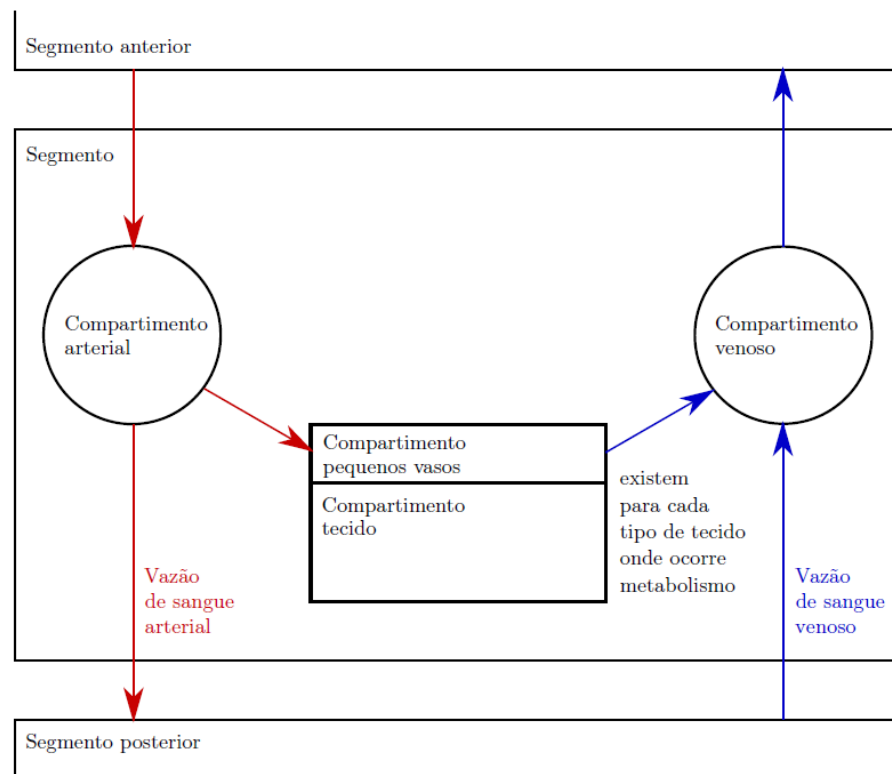 Segmento anterior
Segmento
Compartimento
arterial
Compartimento
venoso
Compartimento
pequenos vasos
Compartimento
tecido
existem
para cada
tipo de tecido
onde ocorre
metabolismo
Vazão
de sangue
arterial
Vazão
de sangue
venoso
Segmento posterior